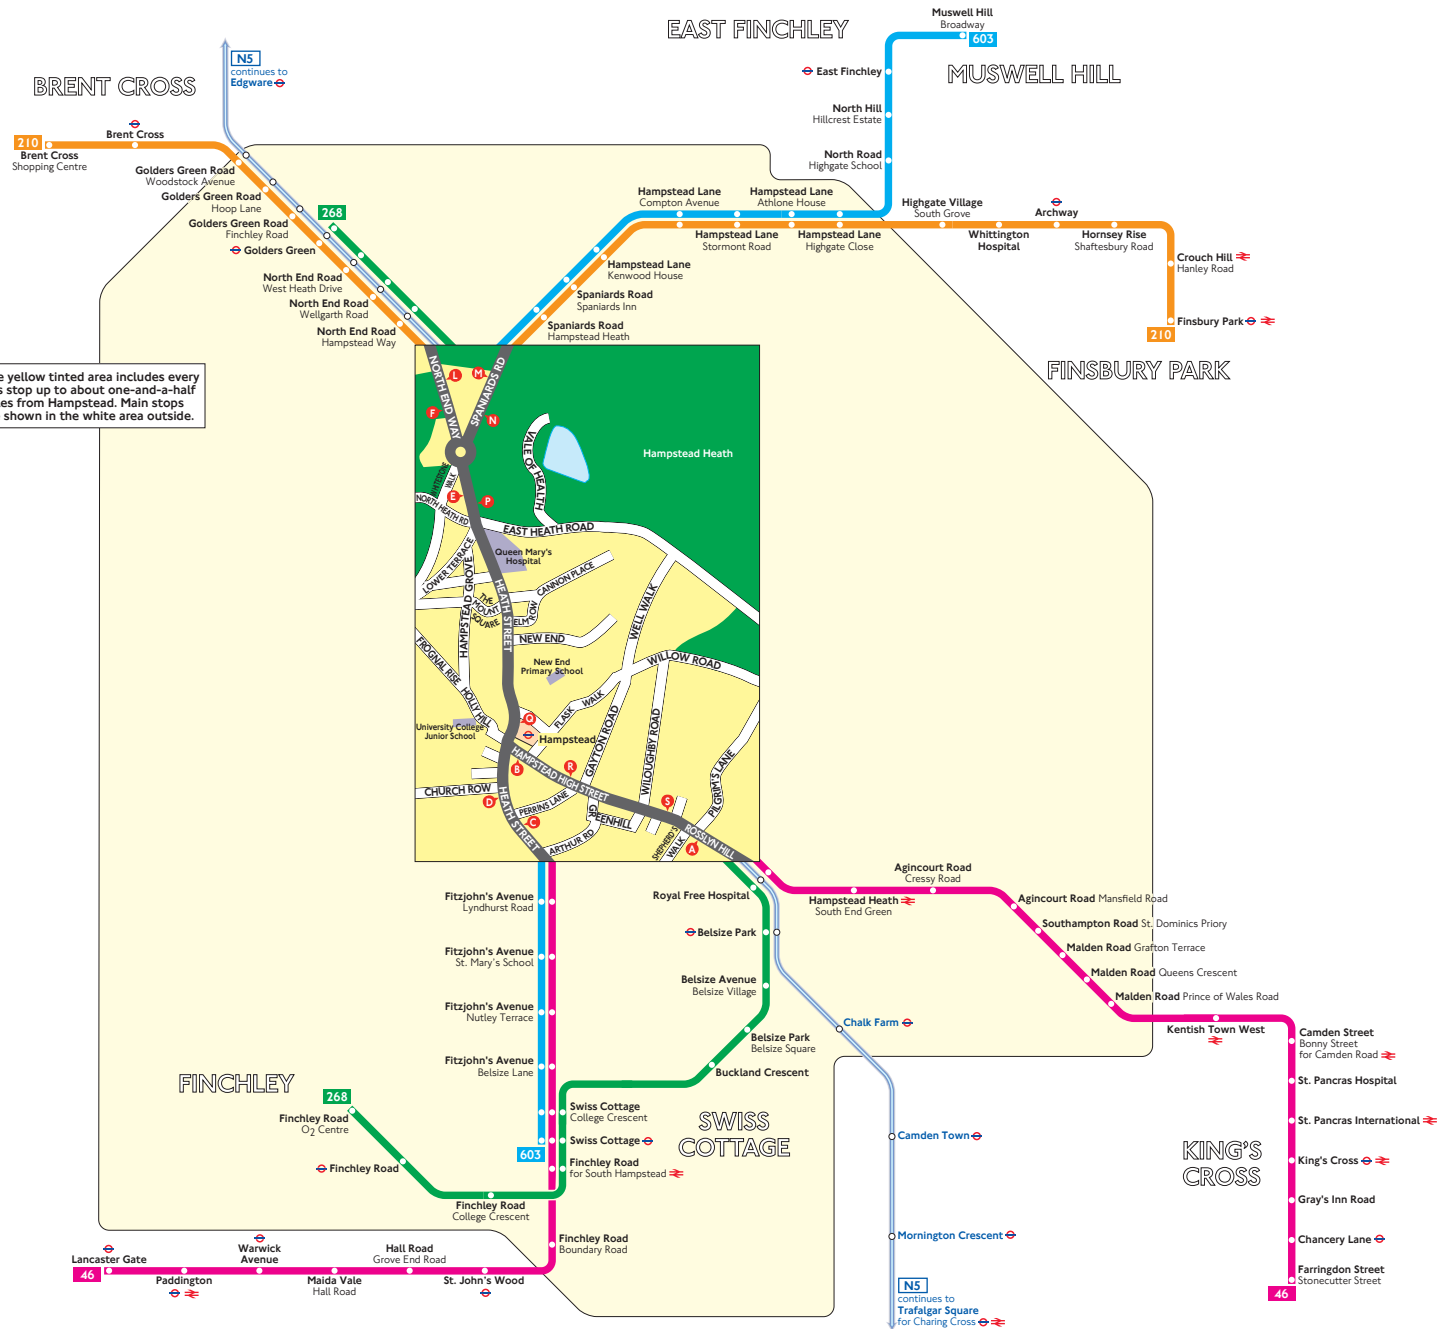 EAST FINCHLEY
Muswell Hill
Broadway
603
MUSWELL HILL
East Finchley
North Hill
Hillcrest Estate
North Road
Highgate School
N5
continues to
Edgware
BRENT CROSS
210
Brent Cross
Brent Cross
Shopping Centre
Golders Green Road
Woodstock Avenue
Golders Green Road
Hoop Lane
268
Golders Green Road
Finchley Road
Golders Green
North End Road
West Heath Drive
North End Road
Wellgarth Road
North End Road
Hampstead Way
Hampstead Lane
Compton Avenue
Hampstead Lane
Athlone House
Hampstead Lane
Stormont Road
Hampstead Lane
Highgate Close
Highgate Village
South Grove
Archway
Whittington
Hospital
Hornsey Rise
Shaftesbury Road
Crouch Hill
Hanley Road
Finsbury Park
210
FINSBURY PARK
Hampstead Lane
Kenwood House
Spaniards Road
Spaniards Inn
Spaniards Road
Hampstead Heath
e yellow tinted area includes every
s stop up to about one-and-a-half
es from Hampstead. Main stops
shown in the white area outside.
NORTH END WAY
SPANIARDS RD
L
M
F
N
VALE OF HEALTH
Hampstead Heath
WALK
E
P
NORTH HEATH RD
EAST HEATH ROAD
Queen Mary's
Hospital
LOWER TERRACE
HAMPSTEAD GROVE
THE
MOUNT
SQUARE
CANNON PLACE
ELM ROW
HEATH STREET
NEW END
WELL WALK
FROGNAL RISE
HOLLY HILL
New End
Primary School
WILLOW ROAD
University College
Junior School
Q
FLASK WALK
Hampstead
GAYTON ROAD
WILOUGHBY ROAD
PILGRIM'S LANE
HAMPSTEAD HIGH STREET
B
R
CHURCH ROW
D
PERRINS LANE
S
HEATH STREET
C
GREENHILL
ARTHUR RD
SHEPHERD'S
WALK
A
ROSSLYN HILL
Fitzjohn's Avenue
Lyndhurst Road
Fitzjohn's Avenue
St. Mary's School
Fitzjohn's Avenue
Nutley Terrace
Fitzjohn's Avenue
Belsize Lane
Royal Free Hospital
Belsize Park
Belsize Avenue
Belsize Village
Belsize Park
Belsize Square
Buckland Crescent
Hampstead Heath
South End Green
Agincourt Road
Cressy Road
Agincourt Road Mansfield Road
Southampton Road St. Dominics Priory
Malden Road Grafton Terrace
Malden Road Queens Crescent
Malden Road Prince of Wales Road
Kentish Town West
Camden Street
Bonny Street
for Camden Road
St. Pancras Hospital
St. Pancras International
King's Cross
Gray's Inn Road
Chancery Lane
Farringdon Street
Stonecutter Street
46
KING'S
CROSS
Chalk Farm
Camden Town
Mornington Crescent
N5
continues to
Trafalgar Square
for Charing Cross
SWISS
COTTAGE
Swiss Cottage
College Crescent
Swiss Cottage
603
Finchley Road
for South Hampstead
FINCHLEY
268
Finchley Road
O2 Centre
Finchley Road
Finchley Road
College Crescent
Finchley Road
Boundary Road
Lancaster Gate
46
Paddington
Warwick
Avenue
Maida Vale
Hall Road
Hall Road
Grove End Road
St. John's Wood